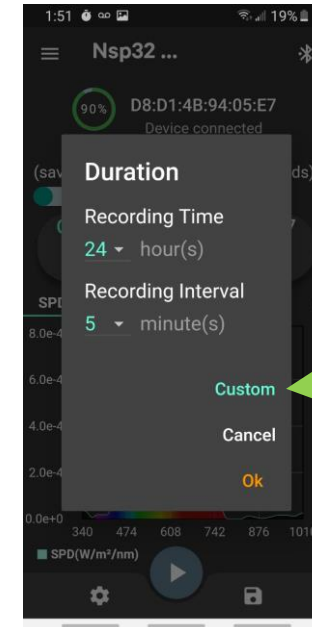 1:51 19%
Nsp32 ...
90% D8:D1:4B:94:05:E7
Device connected
(sav ds)
Duration
Recording Time
24 hour(s)
Recording Interval
5 minute(s)
Custom
Cancel
Ok
SPD
8.0e-4
6.0e-4
4.0e-4
2.0e-4
0.0e+0
340 474 608 742 876 1010
SPD(W/m²/nm)